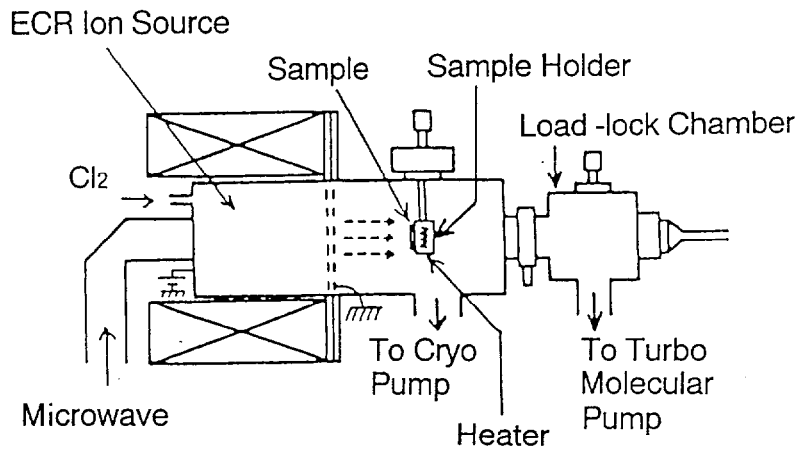 ECR Ion Source
Sample
Sample Holder
Load -lock Chamber
Cl2
To Cryo
Pump
To Turbo
Molecular
Pump
Microwave
Heater